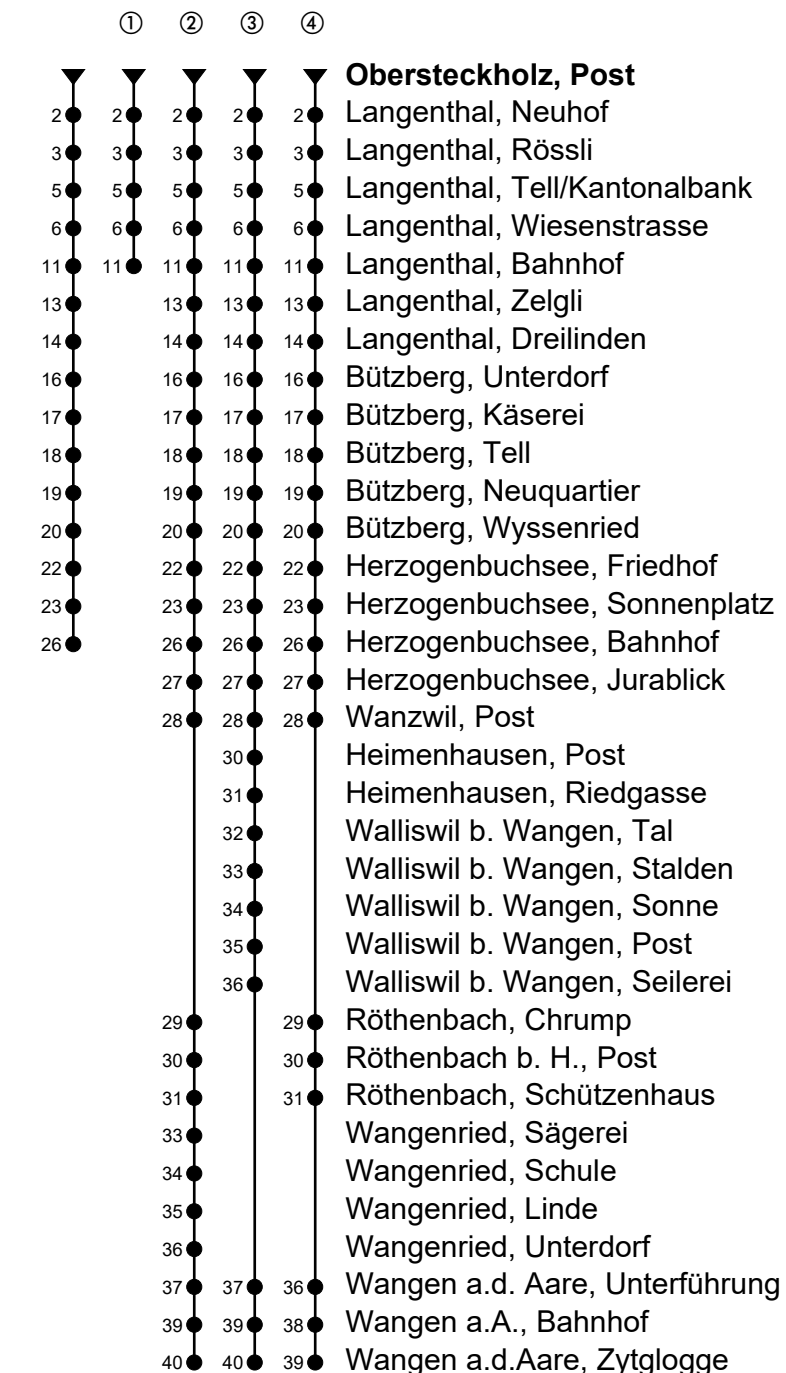 ① ② ③ ④
Obersteckholz, Post
2 2 2 2 2 Langenthal, Neuhof
3 3 3 3 3 Langenthal, Rössli
5 5 5 5 5 Langenthal, Tell/Kantonalbank
6 6 6 6 6 Langenthal, Wiesenstrasse
11 11 11 11 11 Langenthal, Bahnhof
13 13 13 13 Langenthal, Zelgli
14 14 14 14 Langenthal, Dreilinden
16 16 16 16 Bützberg, Unterdorf
17 17 17 17 Bützberg, Käserei
18 18 18 18 Bützberg, Tell
19 19 19 19 Bützberg, Neuquartier
20 20 20 20 Bützberg, Wyssenried
22 22 22 22 Herzogenbuchsee, Friedhof
23 23 23 23 Herzogenbuchsee, Sonnenplatz
26 26 26 26 Herzogenbuchsee, Bahnhof
27 27 27 Herzogenbuchsee, Jurablick
28 28 28 Wanzwil, Post
30 Heimenhausen, Post
31 Heimenhausen, Riedgasse
32 Walliswil b. Wangen, Tal
33 Walliswil b. Wangen, Stalden
34 Walliswil b. Wangen, Sonne
35 Walliswil b. Wangen, Post
36 Walliswil b. Wangen, Seilerei
29 29 Röthenbach, Chrump
30 30 Röthenbach b. H., Post
31 31 Röthenbach, Schützenhaus
33 Wangenried, Sägerei
34 Wangenried, Schule
35 Wangenried, Linde
36 Wangenried, Unterdorf
37 37 36 Wangen a.d. Aare, Unterführung
39 39 38 Wangen a.A., Bahnhof
40 40 39 Wangen a.d.Aare, Zytglogge